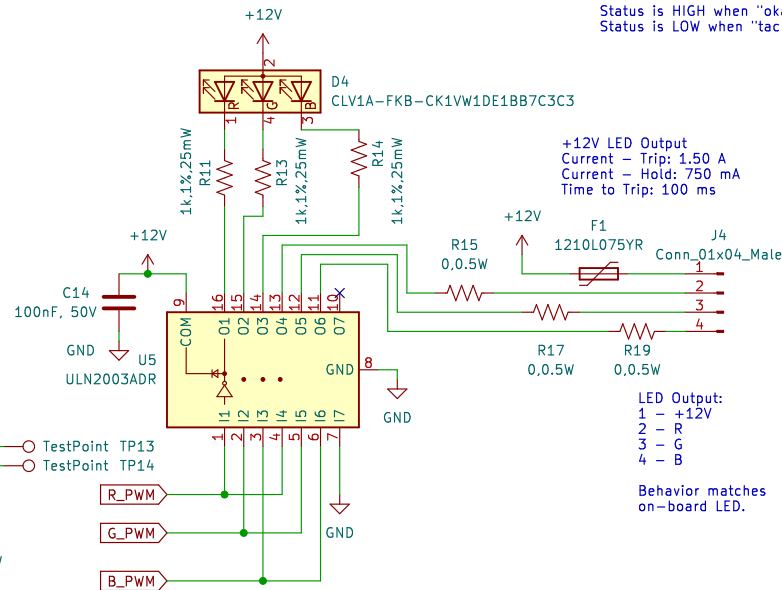 Status is HIGH when "oka
Status is LOW when "tac
+12V
2
D4
CLV1A-FKB-CK1VW1DE1BB7C3C3
R
G
B
1
4
3
1k,1%,25mW
R11
R13
1k,1%,25mW
R14
1k,1%,25mW
+12V LED Output
Current - Trip: 1.50 A
Current - Hold: 750 mA
Time to Trip: 100 ms
+12V
+12V
F1
1210L075YR
J4
Conn_01x04_Male
R15
0,0.5W
1
2
3
4
R17
0,0.5W
R19
0,0.5W
C14
100nF, 50V
GND
9
16
15
14
13
12
11
10
COM
O1
O2
O3
O4
O5
O6
O7
U5
ULN2003ADR
GND
8
GND
I1
I2
I3
I4
I5
I6
I7
1
2
3
4
5
6
7
GND
LED Output:
1 - +12V
2 - R
3 - G
4 - B
Behavior matches
on-board LED.
TestPoint TP13
TestPoint TP14
R_PWM
G_PWM
B_PWM